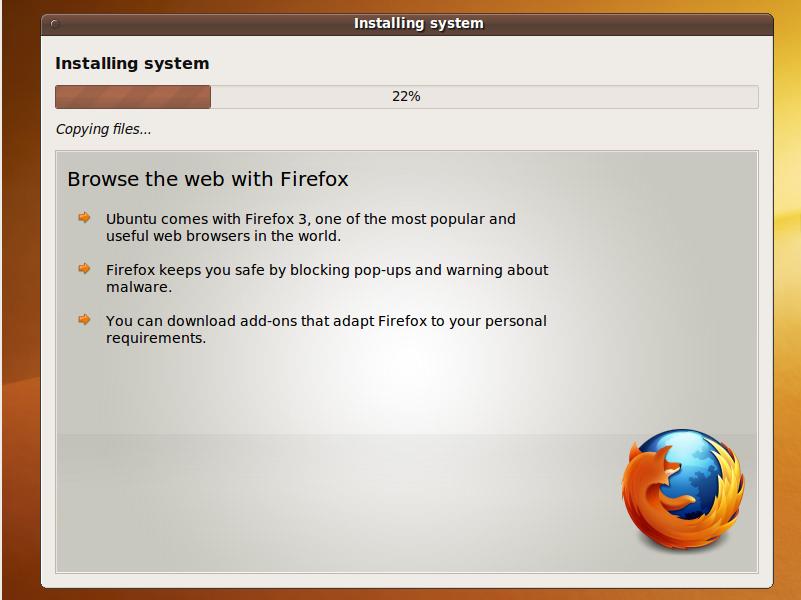 Installing system
Installing system
22%
Copying files...
Browse the web with Firefox
Ubuntu comes with Firefox 3, one of the most popular and
useful web browsers in the world.
Firefox keeps you safe by blocking pop-ups and warning about
malware.
You can download add-ons that adapt Firefox to your personal
requirements.